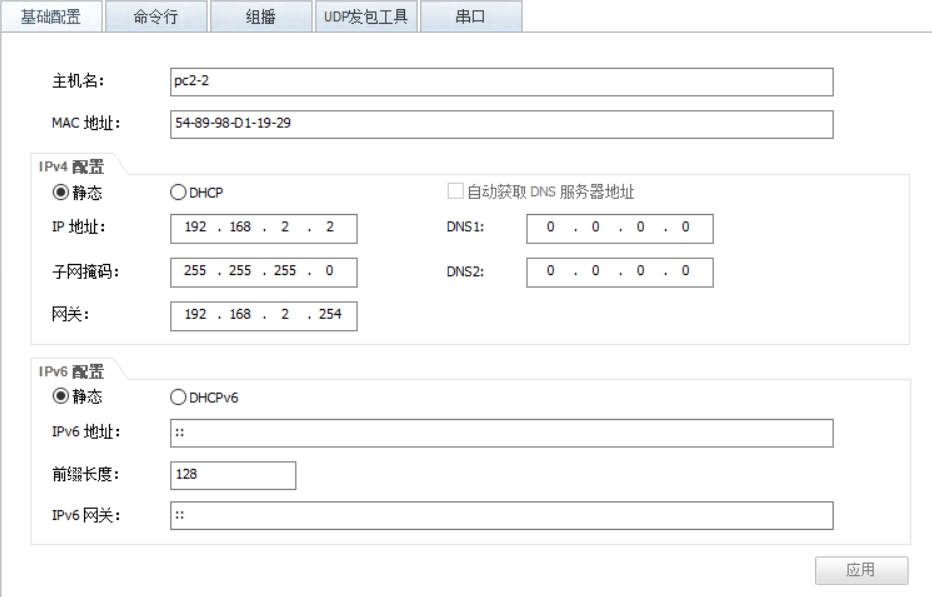 基础配置 命令行 组播 UDP发包工具 串口
主机名： pc2-2
MAC 地址： 54-89-98-D1-19-29
IPv4 配置
静态 DHCP 自动获取 DNS 服务器地址
IP 地址： 192 . 168 . 2 . 2 DNS1: 0 . 0 . 0 . 0
子网掩码： 255 . 255 . 255 . 0 DNS2: 0 . 0 . 0 . 0
网关： 192 . 168 . 2 . 254
IPv6 配置
静态 DHCPv6
IPv6 地址： ::
前缀长度： 128
IPv6 网关： ::
应用